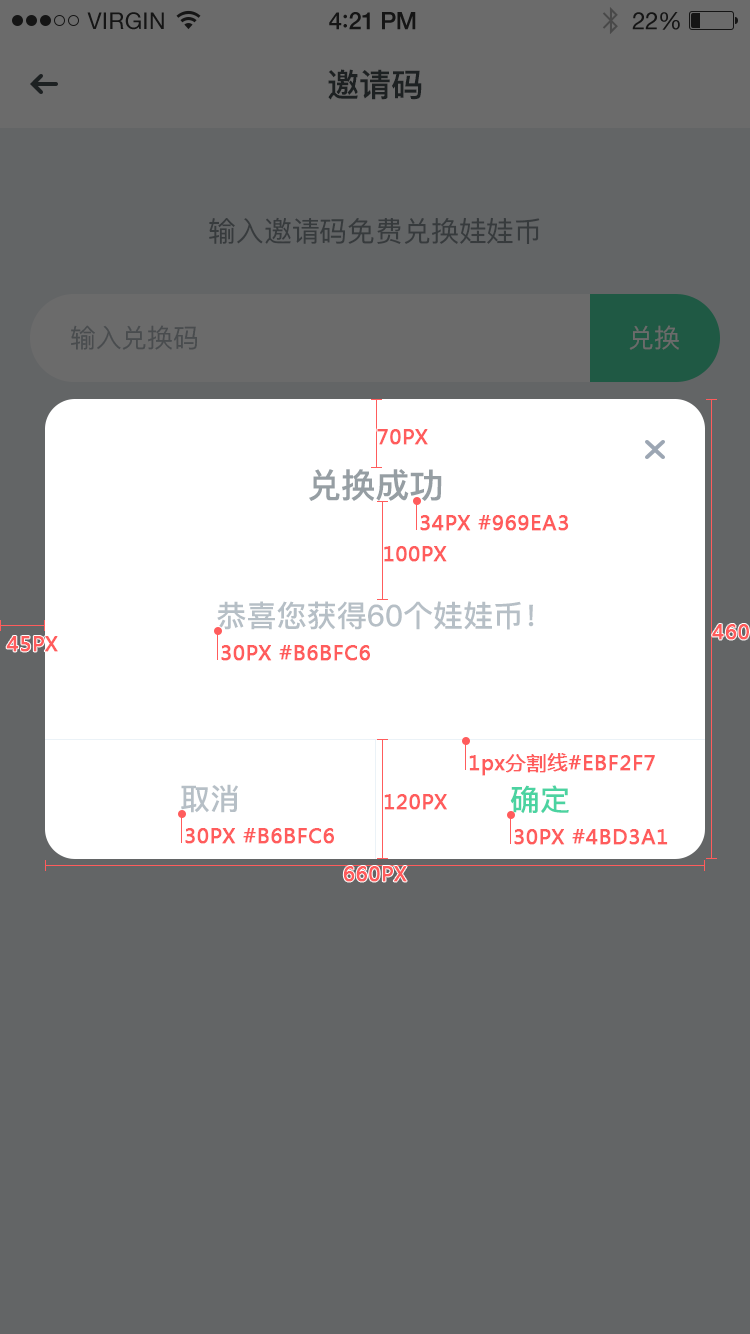 VIRGIN 4:21 PM 22%
邀请码
输入邀请码免费兑换娃娃币
输入兑换码 兑换
70PX
兑换成功
34PX #969EA3
100PX
恭喜您获得60个娃娃币！
45PX
460
30PX #B6BFC6
1px分割线#EBF2F7
取消
120PX
确定
30PX #B6BFC6
30PX #4BD3A1
660PX